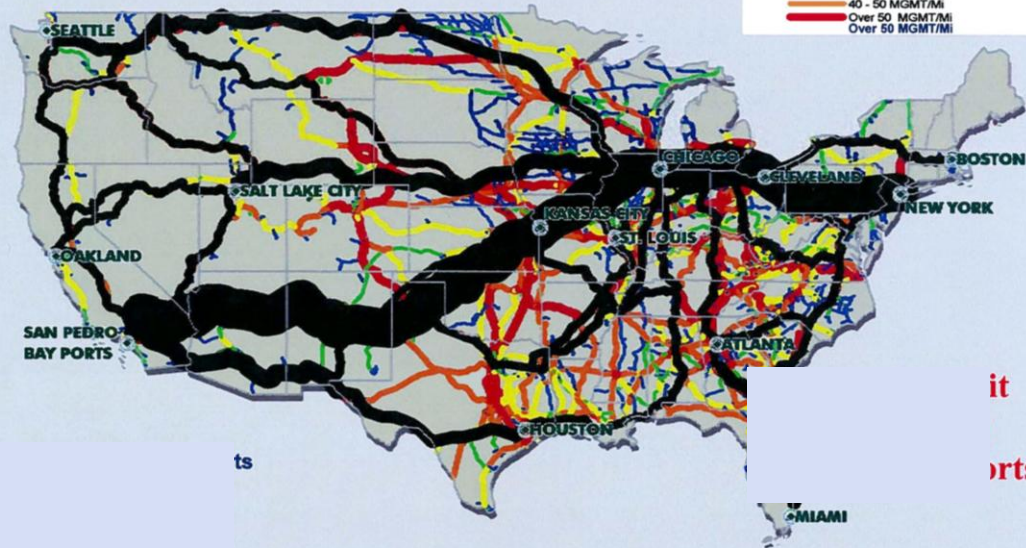 40 - 50 MGMT/Mi
Over 50 MGMT/Mi
Over 50 MGMT/Mi
SEATTLE
CHICAGO
BOSTON
CLEVELAND
SALT LAKE CITY
NEW YORK
KANSAS CITY
ST. LOUIS
OAKLAND
SAN PEDRO
BAY PORTS
ATLANTA
it
HOUSTON
ts
orts
MIAMI